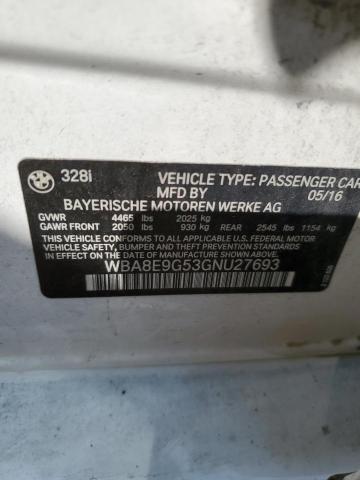 328i VEHICLE TYPE: PASSENGER CAR
MFD BY 05/16
BAYERISCHE MOTOREN WERKE AG
GVWR 4465 lbs 2025 kg
GAWR FRONT 2050 lbs 930 kg REAR 2545 lbs 1154 kg
THIS VEHICLE CONFORMS TO ALL APPLICABLE U.S. FEDERAL MOTOR
VEHICLE SAFETY, BUMPER AND THEFT PREVENTION STANDARDS
IN EFFECT ON THE DATE OF MANUFACTURE SHOWN ABOVE.
WBA8E9G53GNU27693